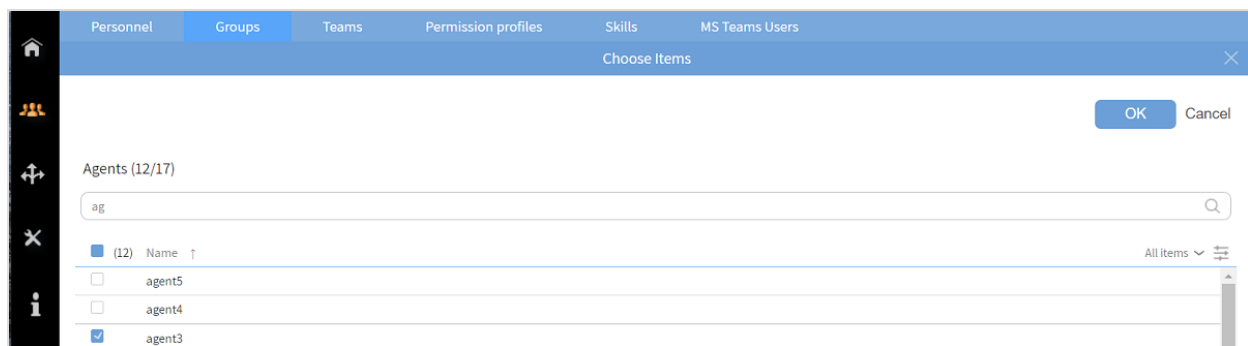 Personnel Groups Teams Permission profiles Skills MS Teams Users
Choose Items
OK Cancel
Agents (12/17)
ag
(12) Name ↑ All items
agent5
agent4
agent3